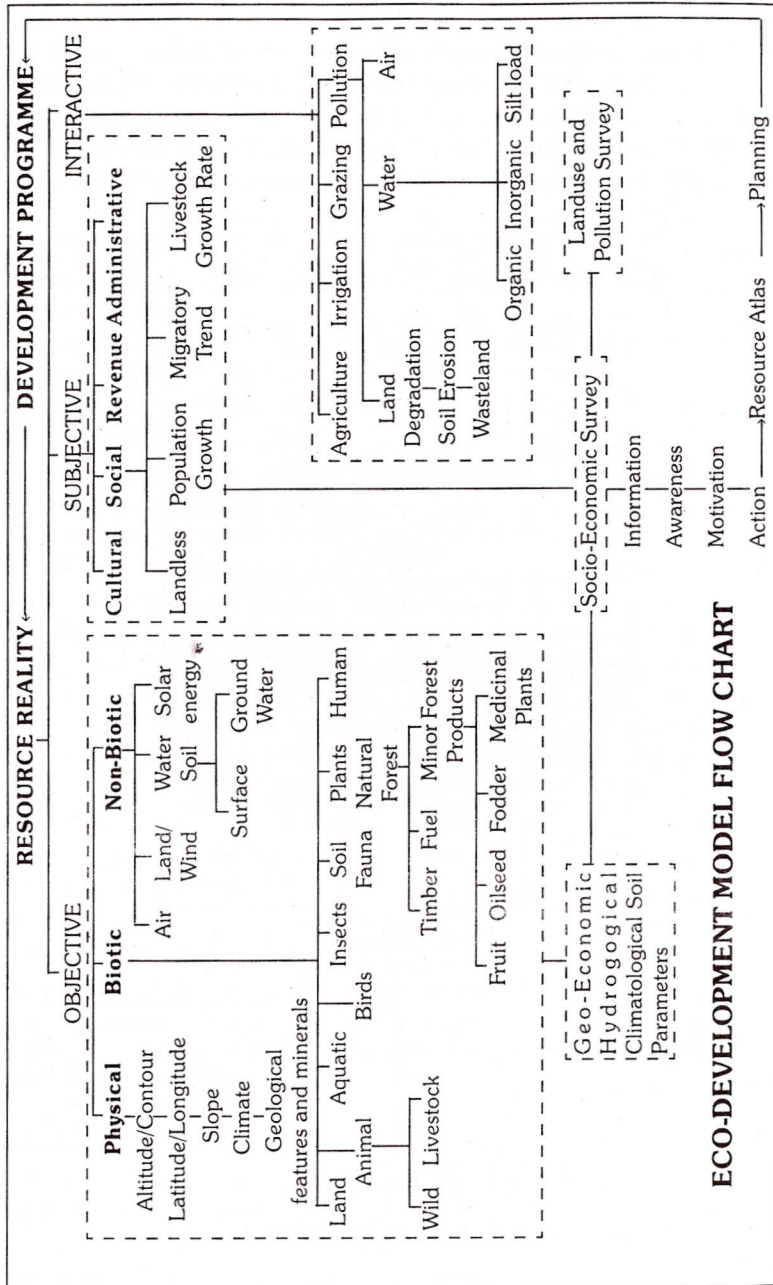 RESOURCE REALITY DEVELOPMENT PROGRAMME
OBJECTIVE SUBJECTIVE INTERACTIVE
Physical Biotic Non-Biotic
Altitude/Contour
Latitude/Longitude
Slope
Climate
Geological
features and minerals
Air Land/ Water Solar
Wind Soil energy
Surface Ground
Water
Land Aquatic Birds Insects Soil Plants Human
Animal Fauna Natural
Forest
Wild Livestock
Timber Fuel Minor Forest
Products
Fruit Oilseed Fodder Medicinal
Plants
Cultural Social Revenue Administrative
Landless Population Migratory Livestock
Growth Trend Growth Rate
Agriculture Irrigation Grazing Pollution
Land Water Air
Degradation
Soil Erosion
Wasteland
Organic Inorganic Silt load
Geo-Economic
Hydrogogical
Climatological Soil
Parameters
Socio-Economic Survey
Landuse and
Pollution Survey
Information
Awareness
Motivation
Action Resource Atlas Planning
ECO-DEVELOPMENT MODEL FLOW CHART